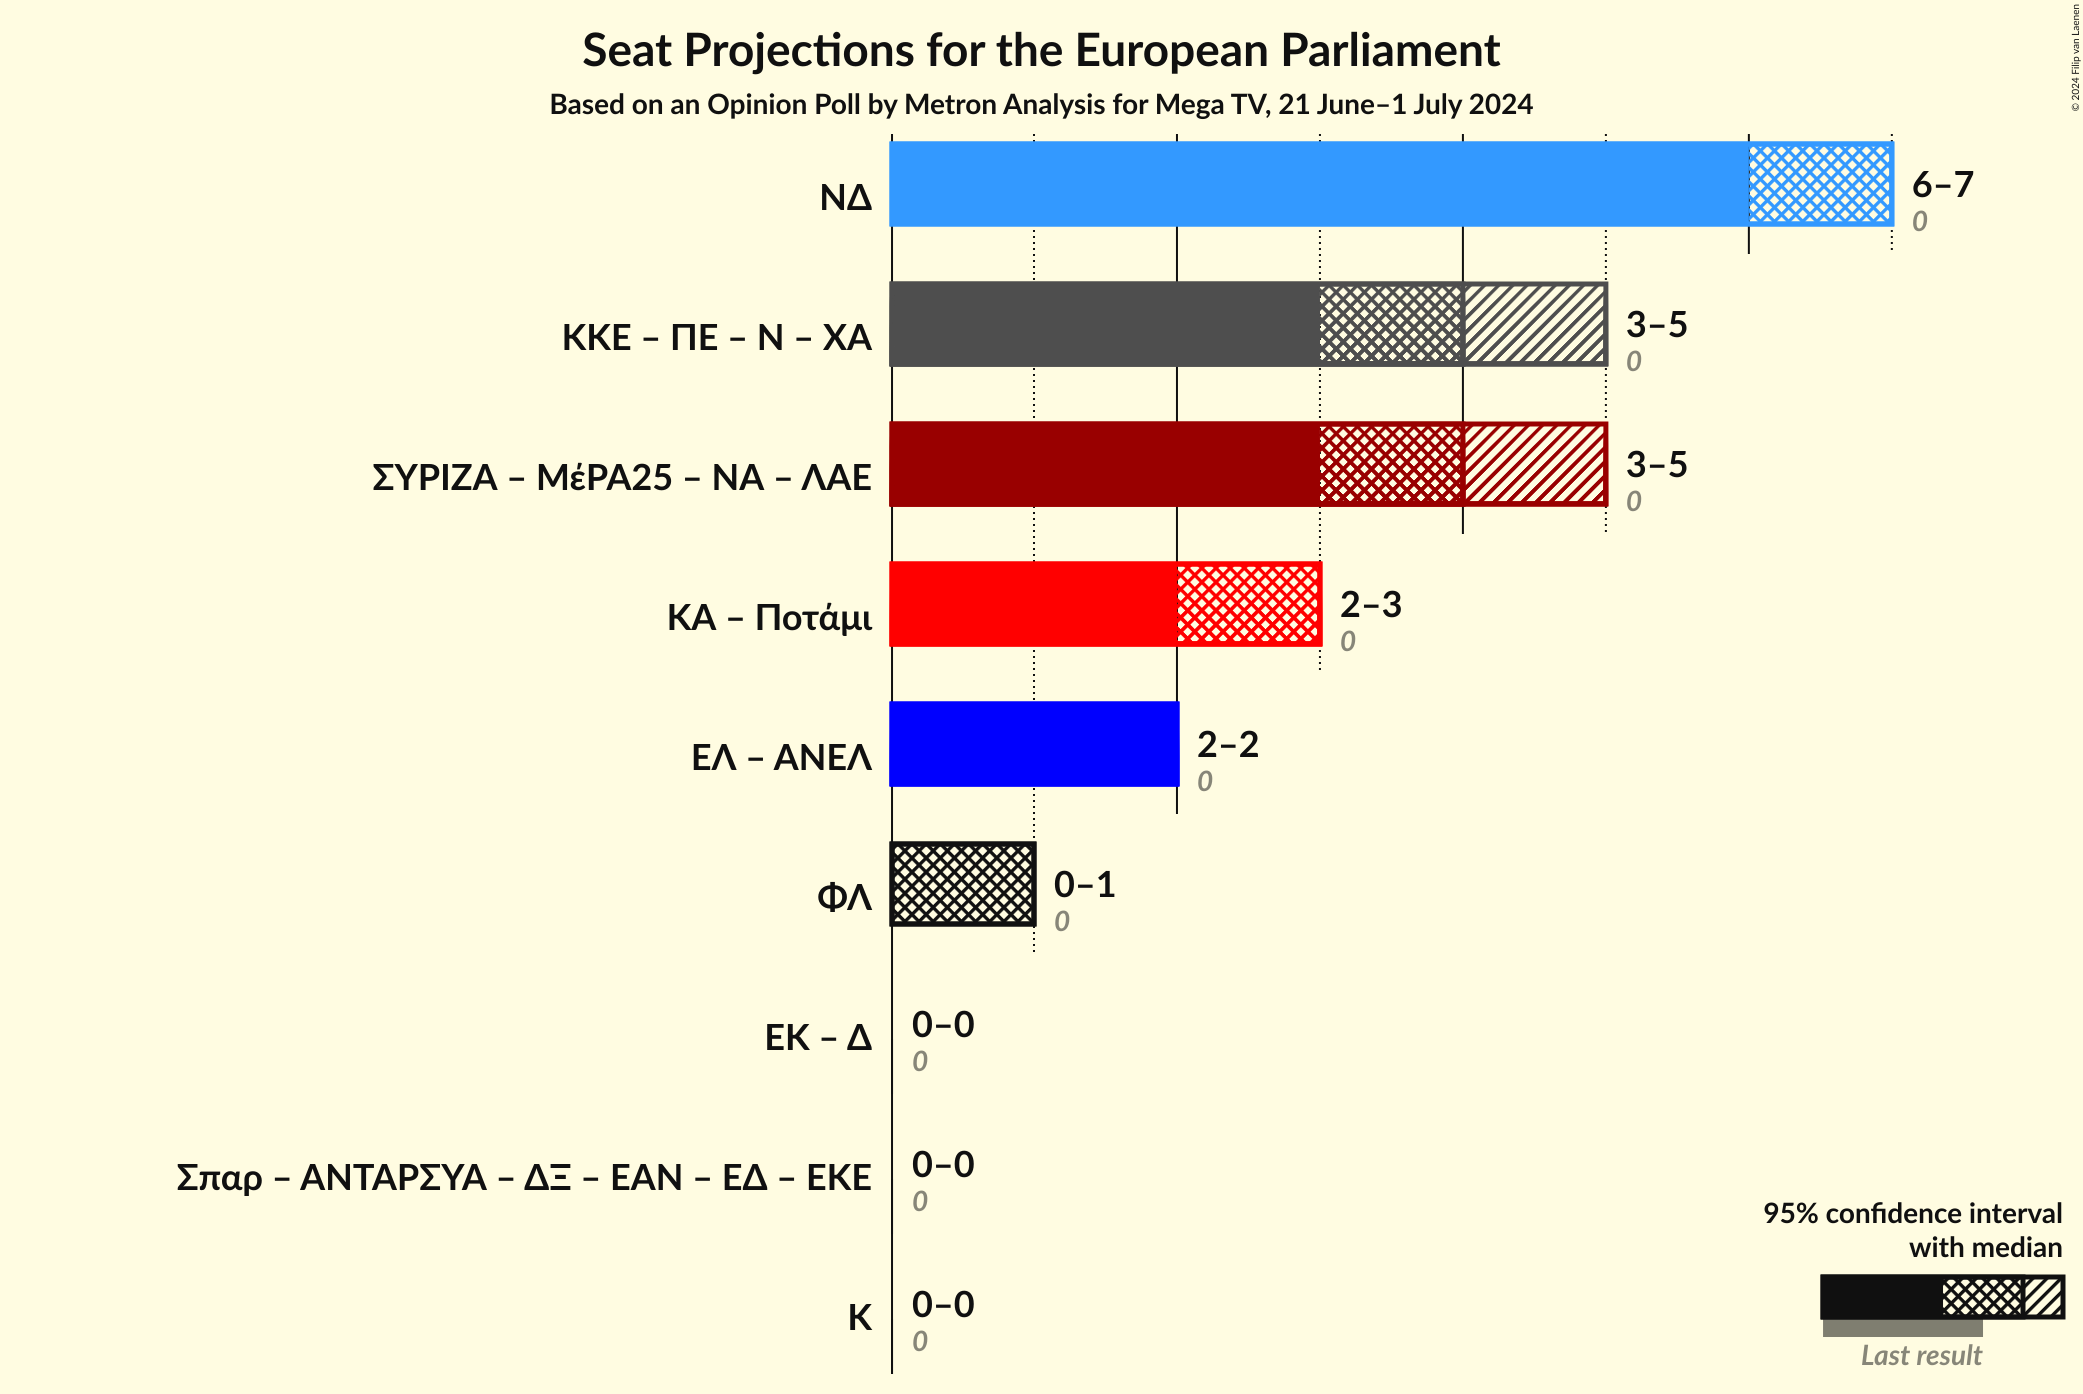 Seat Projections for the European Parliament
Based on an Opinion Poll by Metron Analysis for Mega TV, 21 June–1 July 2024
© 2024 Filip van Laenen
ΝΔ
6–7
0
ΚΚΕ – ΠΕ – Ν – ΧΑ
3–5
0
ΣΥΡΙΖΑ – ΜέΡΑ25 – ΝΑ – ΛΑΕ
3–5
0
ΚΑ – Ποτάμι
2–3
0
ΕΛ – ΑΝΕΛ
2–2
0
ΦΛ
0–1
0
ΕΚ – Δ
0–0
0
Σπαρ – ΑΝΤΑΡΣΥΑ – ΔΞ – ΕΑΝ – ΕΔ – ΕΚΕ
0–0
0
Κ
0–0
0
95% confidence interval
with median
Last result